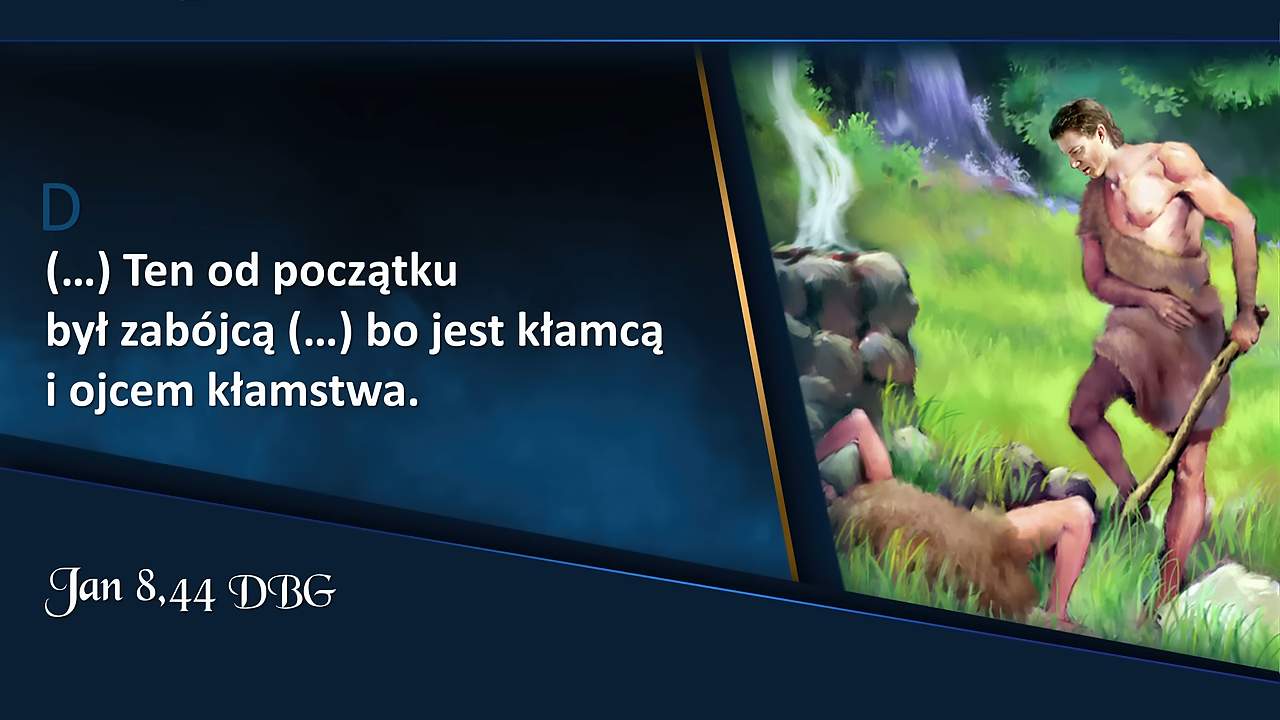 D
(...) Ten od początku
był zabójcą (...) bo jest kłamcą
i ojcem kłamstwa.
Jan 8,44 DBG